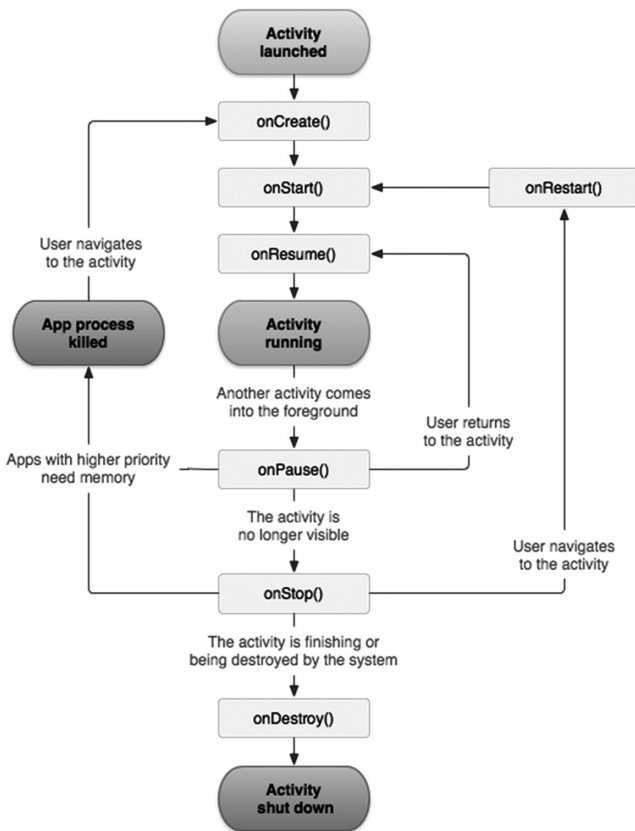 Activity
launched
onCreate()
onStart()
onRestart()
User navigates
to the activity
onResume()
App process
killed
Activity
running
Another activity comes
into the foreground
User returns
to the activity
Apps with higher priority
need memory
onPause()
The activity is
no longer visible
User navigates
to the activity
onStop()
The activity is finishing or
being destroyed by the system
onDestroy()
Activity
shut down